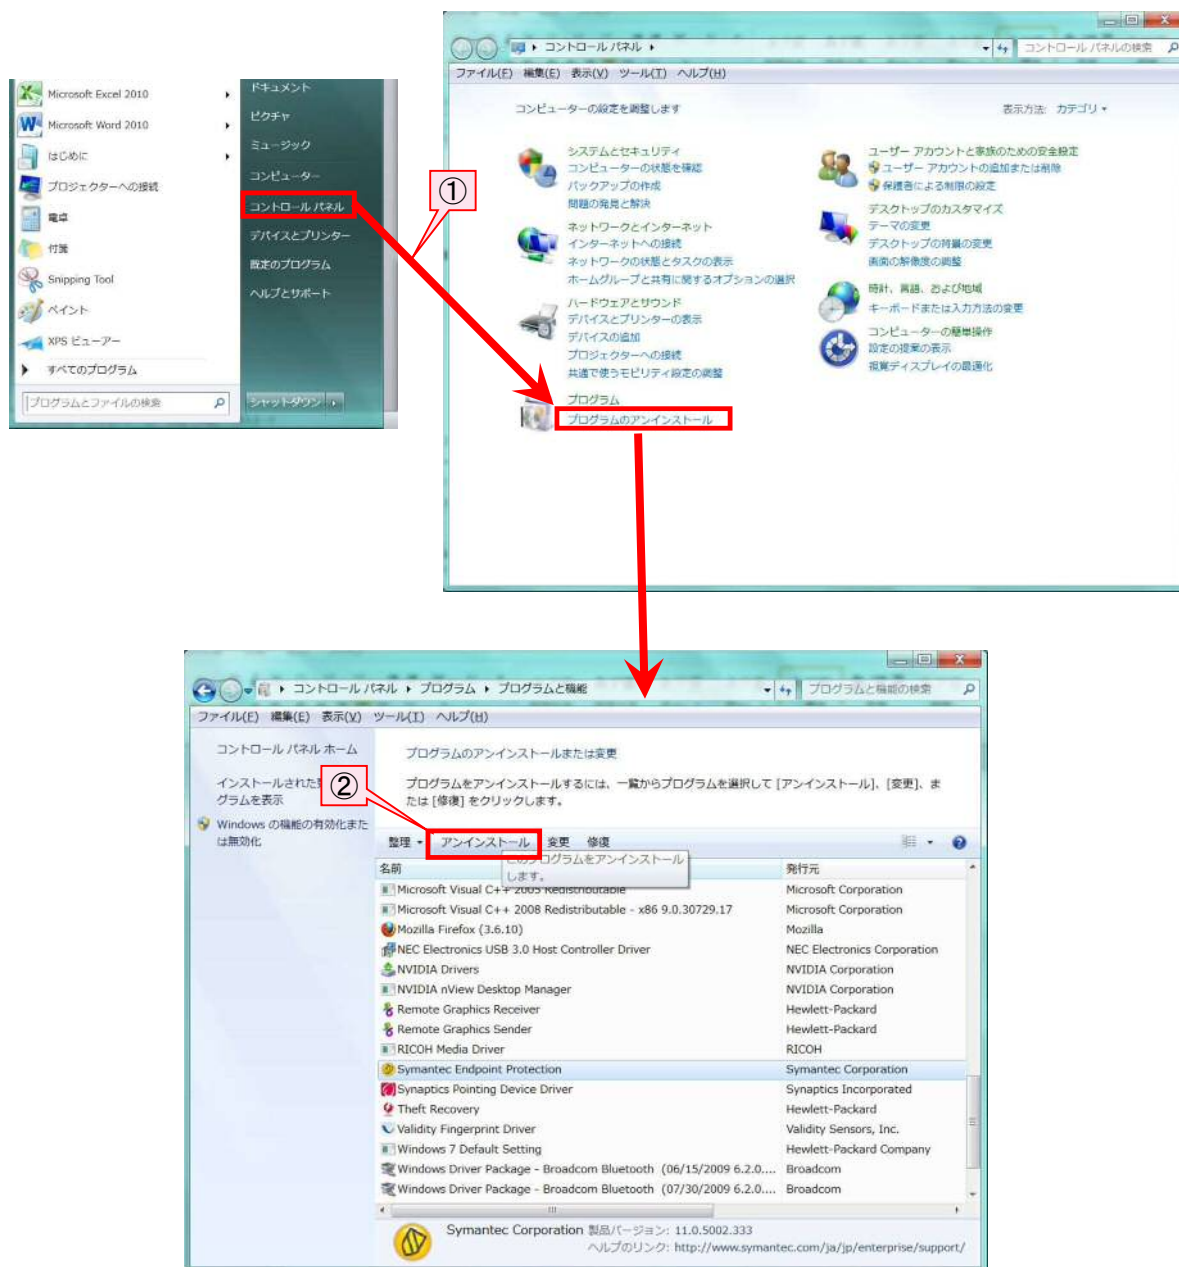 Microsoft Excel 2010
Microsoft Word 2010
はじめに
プロジェクターへの接続
電卓
付箋
Snipping Tool
ペイント
XPS ビューアー
すべてのプログラム
プログラムとファイルの検索
ドキュメント
ピクチャ
ミュージック
コンピューター
コントロール パネル
デバイスとプリンター
既定のプログラム
ヘルプとサポート
シャットダウン
①
コントロール パネル
コントロール パネルの検索
ファイル(F) 編集(E) 表示(V) ツール(T) ヘルプ(H)
コンピューターの設定を調整します
表示方法: カテゴリ
システムとセキュリティ
コンピューターの状態を確認
バックアップの作成
問題の発見と解決
ネットワークとインターネット
インターネットへの接続
ネットワークの状態とタスクの表示
ホームグループと共有に関するオプションの選択
ハードウェアとサウンド
デバイスとプリンターの表示
デバイスの追加
プロジェクターへの接続
共通で使うモビリティ設定の調整
プログラム
プログラムのアンインストール
ユーザー アカウントと家族のための安全設定
ユーザー アカウントの追加または削除
保護者による制限の設定
デスクトップのカスタマイズ
テーマの変更
デスクトップの背景の変更
画面の解像度の調整
時計、言語、および地域
キーボードまたは入力方法の変更
コンピューターの簡単操作
設定の提案の表示
視覚ディスプレイの最適化
コントロール パネル プログラム プログラムと機能
プログラムと機能の検索
ファイル(F) 編集(E) 表示(V) ツール(T) ヘルプ(H)
コントロール パネル ホーム
インストールされた
グラムを表示
Windows の機能の有効化また
は無効化
②
プログラムのアンインストールまたは変更
プログラムをアンインストールするには、一覧からプログラムを選択して [アンインストール]、[変更]、ま
たは [修復] をクリックします。
整理 アンインストール 変更 修復
このプログラムをアンインストール
します。
名前 発行元
Microsoft Visual C++ 2005 Redistributable Microsoft Corporation
Microsoft Visual C++ 2008 Redistributable - x86 9.0.30729.17 Microsoft Corporation
Mozilla Firefox (3.6.10) Mozilla
NEC Electronics USB 3.0 Host Controller Driver NEC Electronics Corporation
NVIDIA Drivers NVIDIA Corporation
NVIDIA nView Desktop Manager NVIDIA Corporation
Remote Graphics Receiver Hewlett-Packard
Remote Graphics Sender Hewlett-Packard
RICOH Media Driver RICOH
Symantec Endpoint Protection Symantec Corporation
Synaptics Pointing Device Driver Synaptics Incorporated
Theft Recovery Hewlett-Packard
Validity Fingerprint Driver Validity Sensors, Inc.
Windows 7 Default Setting Hewlett-Packard Company
Windows Driver Package - Broadcom Bluetooth (06/15/2009 6.2.0.... Broadcom
Windows Driver Package - Broadcom Bluetooth (07/30/2009 6.2.0.... Broadcom
Symantec Corporation 製品バージョン: 11.0.5002.333
ヘルプのリンク: http://www.symantec.com/ja/jp/enterprise/support/